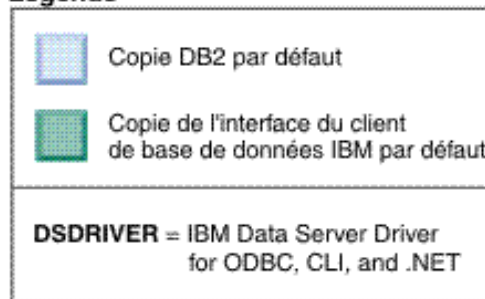 Légende
Copie DB2 par défaut
Copie de l'interface du client
de base de données IBM par défaut
DSDRIVER = IBM Data Server Driver
for ODBC, CLI, and .NET